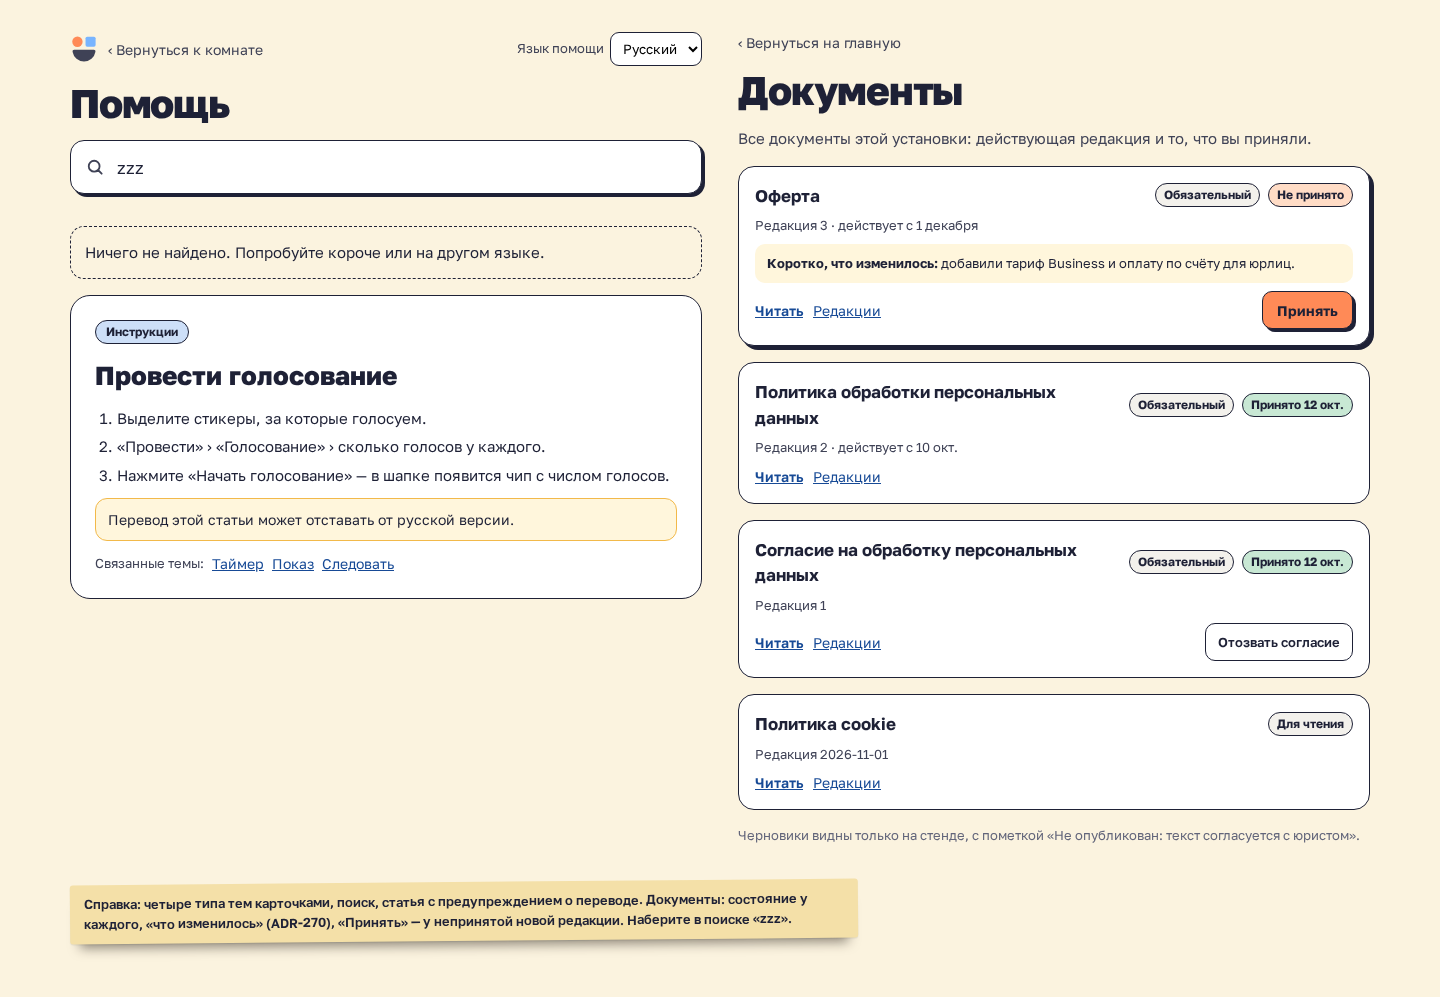 ‹ Вернуться к комнате
Язык помощи
Русский
Помощь
zzz
Ничего не найдено. Попробуйте короче или на другом языке.
Инструкции
Провести голосование
1. Выделите стикеры, за которые голосуем.
2. «Провести» › «Голосование» › сколько голосов у каждого.
3. Нажмите «Начать голосование» — в шапке появится чип с числом голосов.
Перевод этой статьи может отставать от русской версии.
Связанные темы: Таймер Показ Следовать
‹ Вернуться на главную
Документы
Все документы этой установки: действующая редакция и то, что вы приняли.
Оферта
Обязательный
Не принято
Редакция 3 · действует с 1 декабря
Коротко, что изменилось: добавили тариф Business и оплату по счёту для юрлиц.
Читать Редакции
Принять
Политика обработки персональных
данных
Обязательный
Принято 12 окт.
Редакция 2 · действует с 10 окт.
Читать Редакции
Согласие на обработку персональных
данных
Обязательный
Принято 12 окт.
Редакция 1
Читать Редакции
Отозвать согласие
Политика cookie
Для чтения
Редакция 2026-11-01
Читать Редакции
Черновики видны только на стенде, с пометкой «Не опубликован: текст согласуется с юристом».
Справка: четыре типа тем карточками, поиск, статья с предупреждением о переводе. Документы: состояние у
каждого, «что изменилось» (ADR-270), «Принять» — у непринятой новой редакции. Наберите в поиске «zzz».